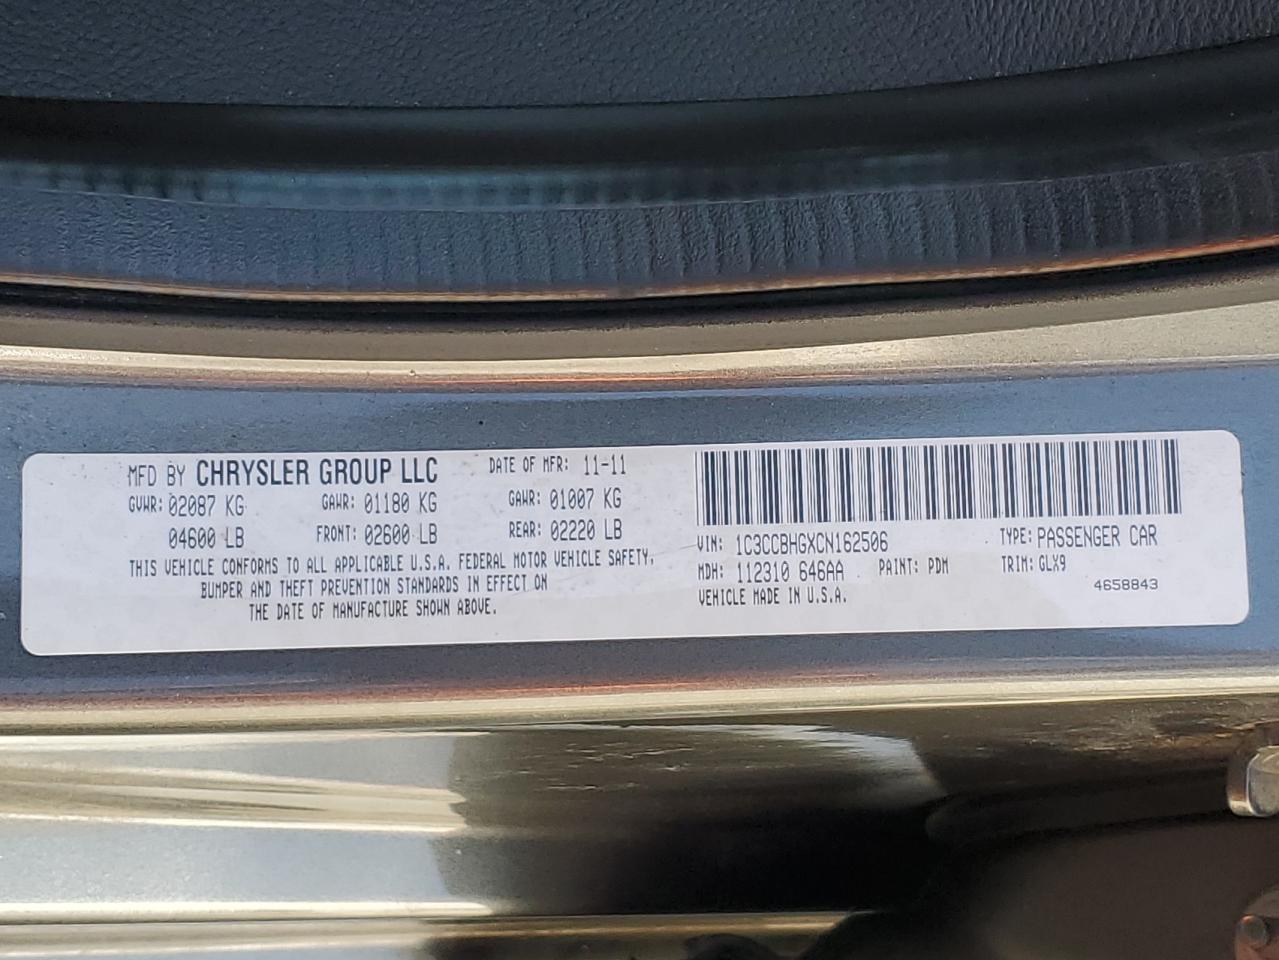 MFD BY CHRYSLER GROUP LLC DATE OF MFR: 11-11
GVWR: 02087 KG GAWR: 01180 KG GAWR: 01007 KG
04600 LB FRONT: 02600 LB REAR: 02220 LB
THIS VEHICLE CONFORMS TO ALL APPLICABLE U.S.A. FEDERAL MOTOR VEHICLE SAFETY,
BUMPER AND THEFT PREVENTION STANDARDS IN EFFECT ON
THE DATE OF MANUFACTURE SHOWN ABOVE.
VIN: 1C3CCBHGXCN162506 TYPE: PASSENGER CAR
MDH: 112310 646AA PAINT: PDM TRIM: GLX9
VEHICLE MADE IN U.S.A. 4658843